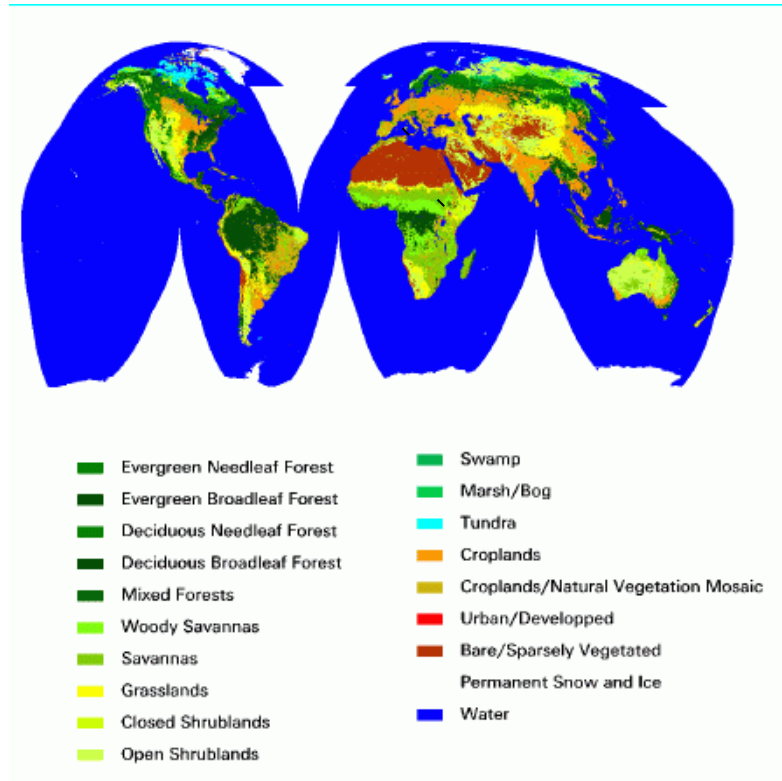 Evergreen Needleaf Forest
Evergreen Broadleaf Forest
Deciduous Needleaf Forest
Deciduous Broadleaf Forest
Mixed Forests
Woody Savannas
Savannas
Grasslands
Closed Shrublands
Open Shrublands
Swamp
Marsh/Bog
Tundra
Croplands
Croplands/Natural Vegetation Mosaic
Urban/Developped
Bare/Sparsely Vegetated
Permanent Snow and Ice
Water